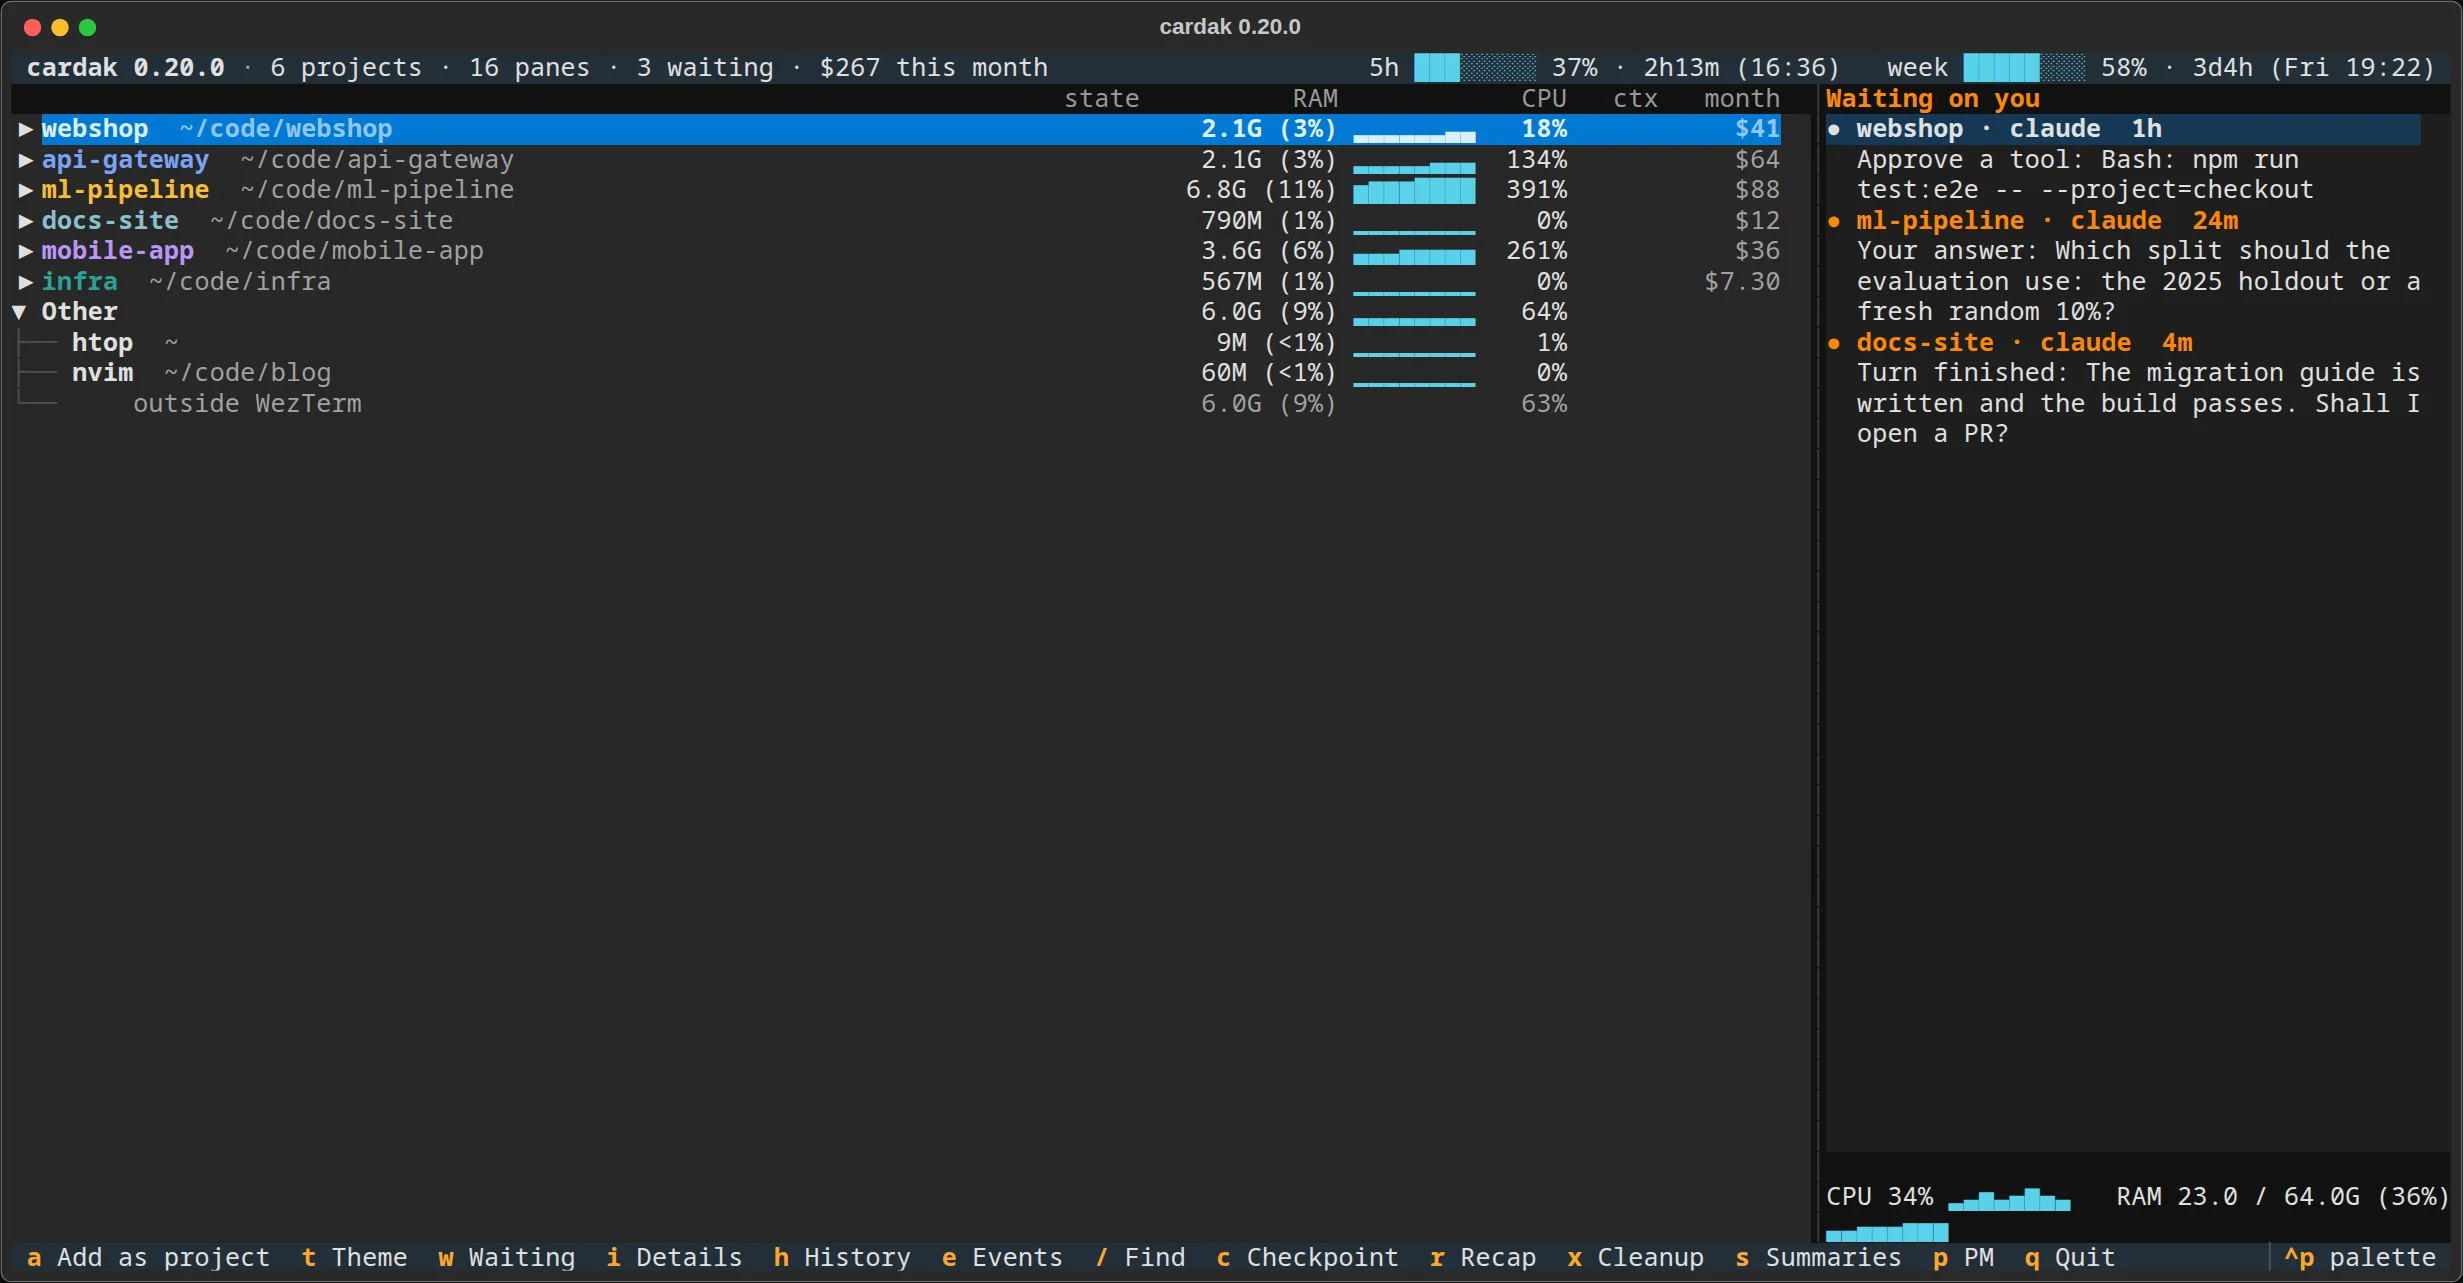 cardak 0.20.0
cardak 0.20.0 · 6 projects · 16 panes · 3 waiting · $267 this month 5h 37% · 2h13m (16:36) week 58% · 3d4h (Fri 19:22)
state RAM CPU ctx month
▶ webshop ~/code/webshop 2.1G (3%) 18% $41
▶ api-gateway ~/code/api-gateway 2.1G (3%) 134% $64
▶ ml-pipeline ~/code/ml-pipeline 6.8G (11%) 391% $88
▶ docs-site ~/code/docs-site 790M (1%) 0% $12
▶ mobile-app ~/code/mobile-app 3.6G (6%) 261% $36
▶ infra ~/code/infra 567M (1%) 0% $7.30
▼ Other 6.0G (9%) 64%
htop ~ 9M (<1%) 1%
nvim ~/code/blog 60M (<1%) 0%
outside WezTerm 6.0G (9%) 63%
Waiting on you
● webshop · claude 1h
Approve a tool: Bash: npm run
test:e2e -- --project=checkout
● ml-pipeline · claude 24m
Your answer: Which split should the
evaluation use: the 2025 holdout or a
fresh random 10%?
● docs-site · claude 4m
Turn finished: The migration guide is
written and the build passes. Shall I
open a PR?
CPU 34% RAM 23.0 / 64.0G (36%)
a Add as project t Theme w Waiting i Details h History e Events / Find c Checkpoint r Recap x Cleanup s Summaries p PM q Quit ^p palette